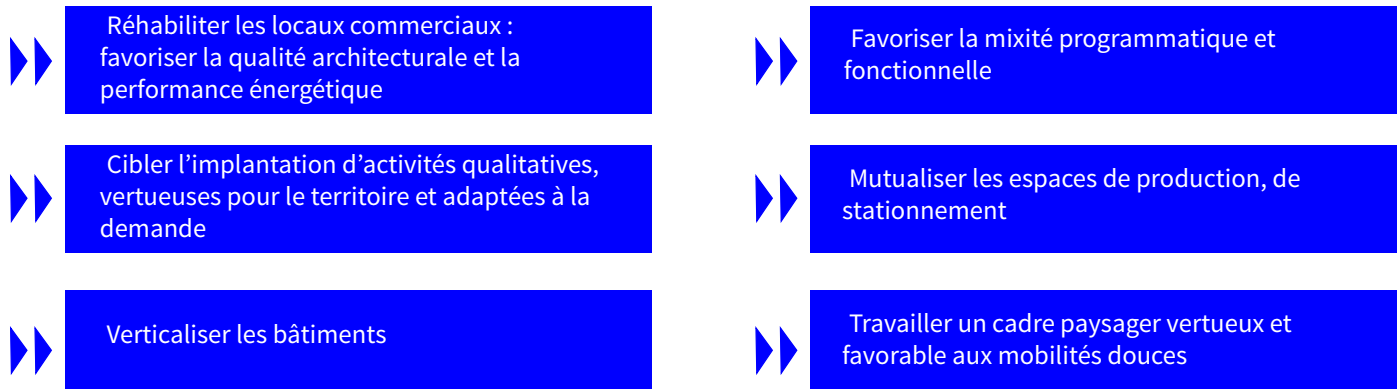 Réhabiliter les locaux commerciaux :
favoriser la qualité architecturale et la
performance énergétique
Cibler l’implantation d’activités qualitatives,
vertueuses pour le territoire et adaptées à la
demande
Verticaliser les bâtiments
Favoriser la mixité programmatique et
fonctionnelle
Mutualiser les espaces de production, de
stationnement
Travailler un cadre paysager vertueux et
favorable aux mobilités douces